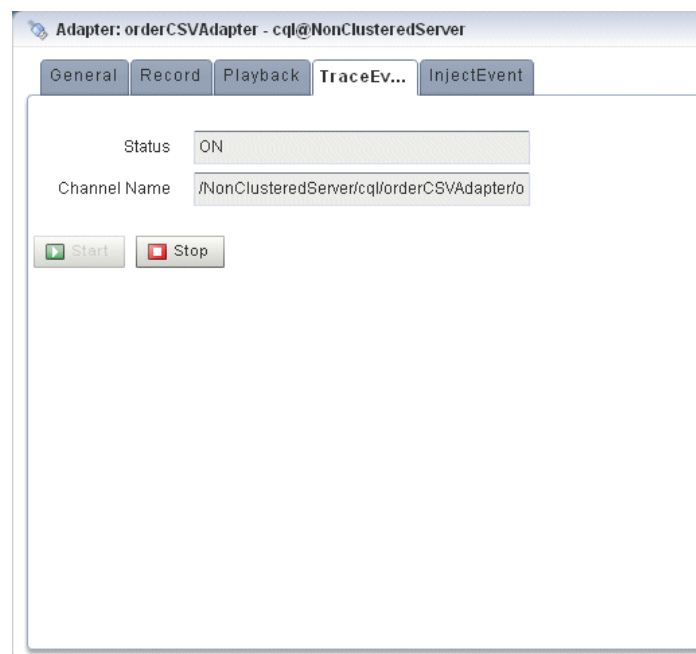 Adapter: orderCSVAdapter - cql@NonClusteredServer
General Record Playback TraceEv... InjectEvent
Status ON
Channel Name /NonClusteredServer/cql/orderCSVAdapter/o
Start Stop